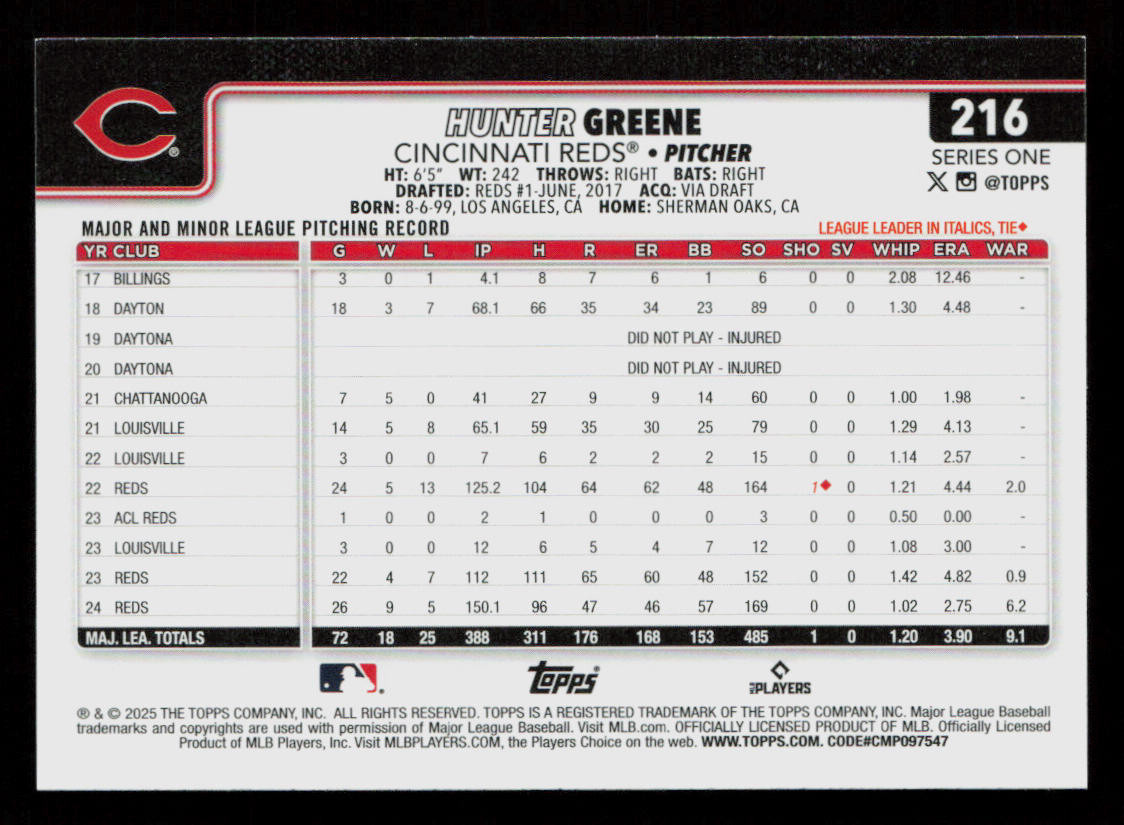 HUNTER GREENE
216
CINCINNATI REDS® • PITCHER
SERIES ONE
HT: 6'5" WT: 242 THROWS: RIGHT BATS: RIGHT
@TOPPS
DRAFTED: REDS #1-JUNE, 2017 ACQ: VIA DRAFT
BORN: 8-6-99, LOS ANGELES, CA HOME: SHERMAN OAKS, CA
MAJOR AND MINOR LEAGUE PITCHING RECORD
LEAGUE LEADER IN ITALICS, TIE◆
YR CLUB G W L IP H R ER BB SO SHO SV WHIP ERA WAR
17 BILLINGS 3 0 1 4.1 8 7 6 1 6 0 0 2.08 12.46 -
18 DAYTON 18 3 7 68.1 66 35 34 23 89 0 0 1.30 4.48 -
19 DAYTONA DID NOT PLAY - INJURED
20 DAYTONA DID NOT PLAY - INJURED
21 CHATTANOOGA 7 5 0 41 27 9 9 14 60 0 0 1.00 1.98 -
21 LOUISVILLE 14 5 8 65.1 59 35 30 25 79 0 0 1.29 4.13 -
22 LOUISVILLE 3 0 0 7 6 2 2 2 15 0 0 1.14 2.57 -
22 REDS 24 5 13 125.2 104 64 62 48 164 1◆ 0 1.21 4.44 2.0
23 ACL REDS 1 0 0 2 1 0 0 0 3 0 0 0.50 0.00 -
23 LOUISVILLE 3 0 0 12 6 5 4 7 12 0 0 1.08 3.00 -
23 REDS 22 4 7 112 111 65 60 48 152 0 0 1.42 4.82 0.9
24 REDS 26 9 5 150.1 96 47 46 57 169 0 0 1.02 2.75 6.2
MAJ. LEA. TOTALS 72 18 25 388 311 176 168 153 485 1 0 1.20 3.90 9.1
Topps®
MLB PLAYERS
® & © 2025 THE TOPPS COMPANY, INC. ALL RIGHTS RESERVED. TOPPS IS A REGISTERED TRADEMARK OF THE TOPPS COMPANY, INC. Major League Baseball
trademarks and copyrights are used with permission of Major League Baseball. Visit MLB.com. OFFICIALLY LICENSED PRODUCT OF MLB. Officially Licensed
Product of MLB Players, Inc. Visit MLBPLAYERS.COM, the Players Choice on the web. WWW.TOPPS.COM. CODE#CMP097547